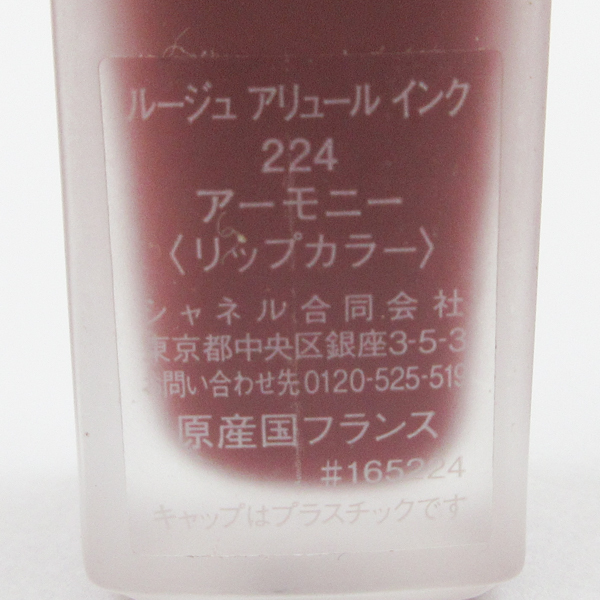 ルージュ アリュール インク
224
アーモニー
〈リップカラー〉
シャネル合同会社
東京都中央区銀座3-5-3
お問い合わせ先0120-525-519
原産国フランス
#165224
キャップはプラスチックです